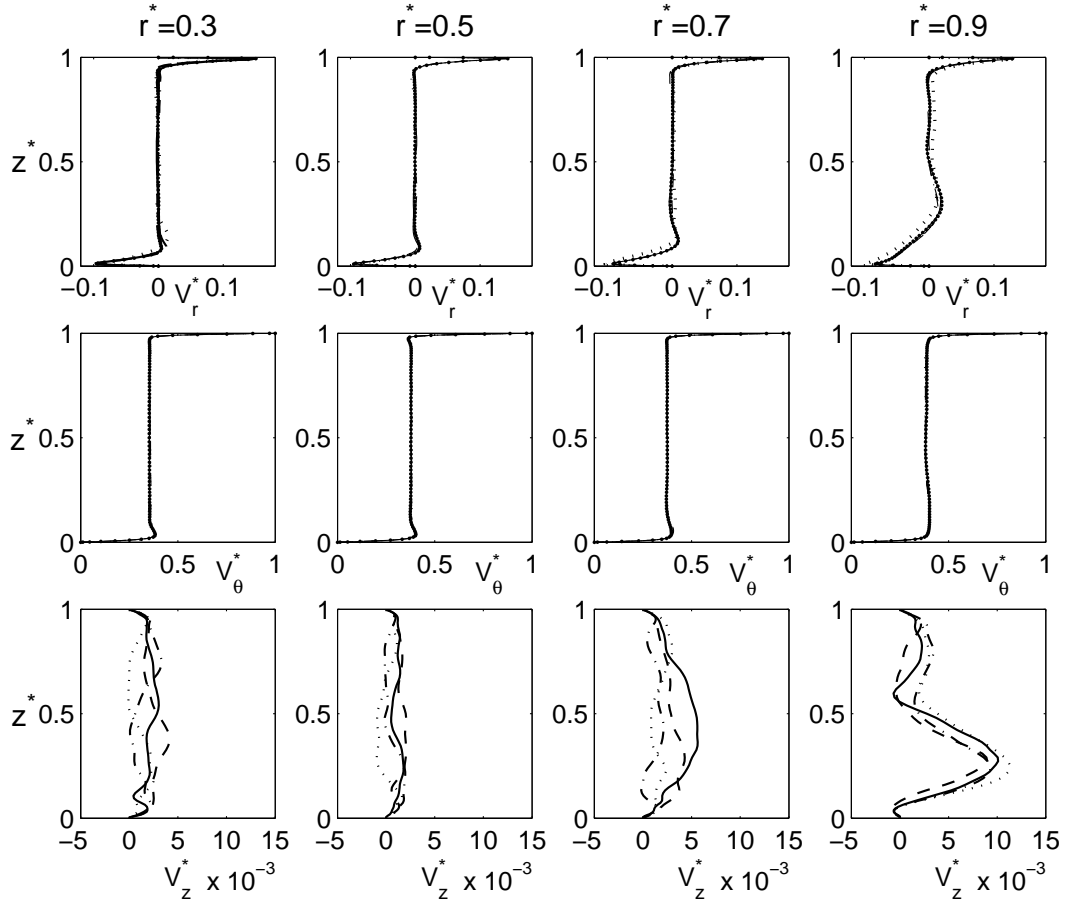 r*=0.3 r*=0.5 r*=0.7 r*=0.9
1 1 1 1
z* 0.5 0.5 0.5 0.5
0 0 0 0
−0.1 0 0.1 −0.1 0 0.1 −0.1 0 0.1 −0.1 0 0.1
V*r V*r V*r V*r
1 1 1 1
z* 0.5 0.5 0.5 0.5
0 0 0 0
0 0.5 1 0 0.5 1 0 0.5 1 0 0.5 1
V*θ V*θ V*θ V*θ
1 1 1 1
z* 0.5 0.5 0.5 0.5
0 0 0 0
−5 0 5 10 15 −5 0 5 10 15 −5 0 5 10 15 −5 0 5 10 15
V*z x 10−3 V*z x 10−3 V*z x 10−3 V*z x 10−3